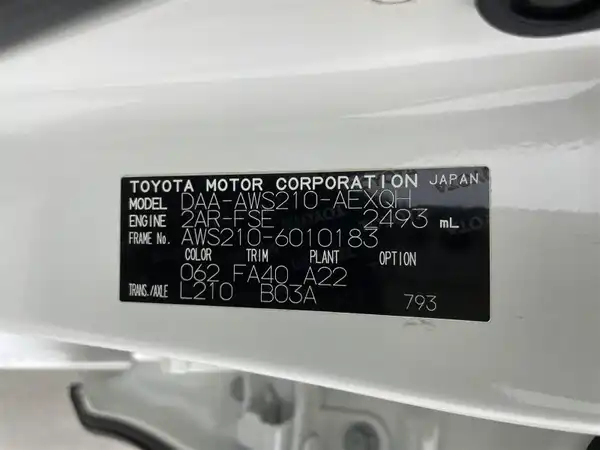 TOYOTA MOTOR CORPORATION JAPAN
MODEL DAA-AWS210-AEXQH
ENGINE 2AR-FSE 2493 mL
FRAME No. AWS210-6010183
COLOR TRIM PLANT OPTION
062 FA40 A22
TRANS./AXLE L210 B03A 793